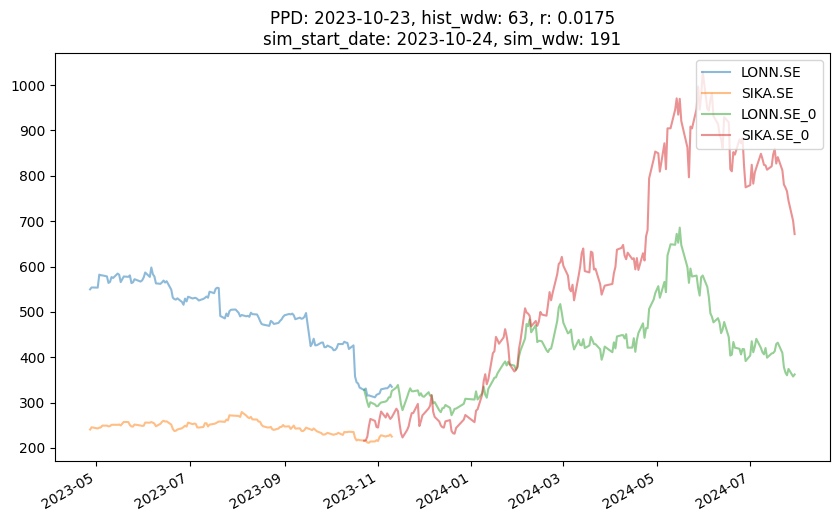 PPD: 2023-10-23, hist_wdw: 63, r: 0.0175
sim_start_date: 2023-10-24, sim_wdw: 191
LONN.SE
SIKA.SE
LONN.SE_0
SIKA.SE_0
1000
900
800
700
600
500
400
300
200
2023-05
2023-07
2023-09
2023-11
2024-01
2024-03
2024-05
2024-07